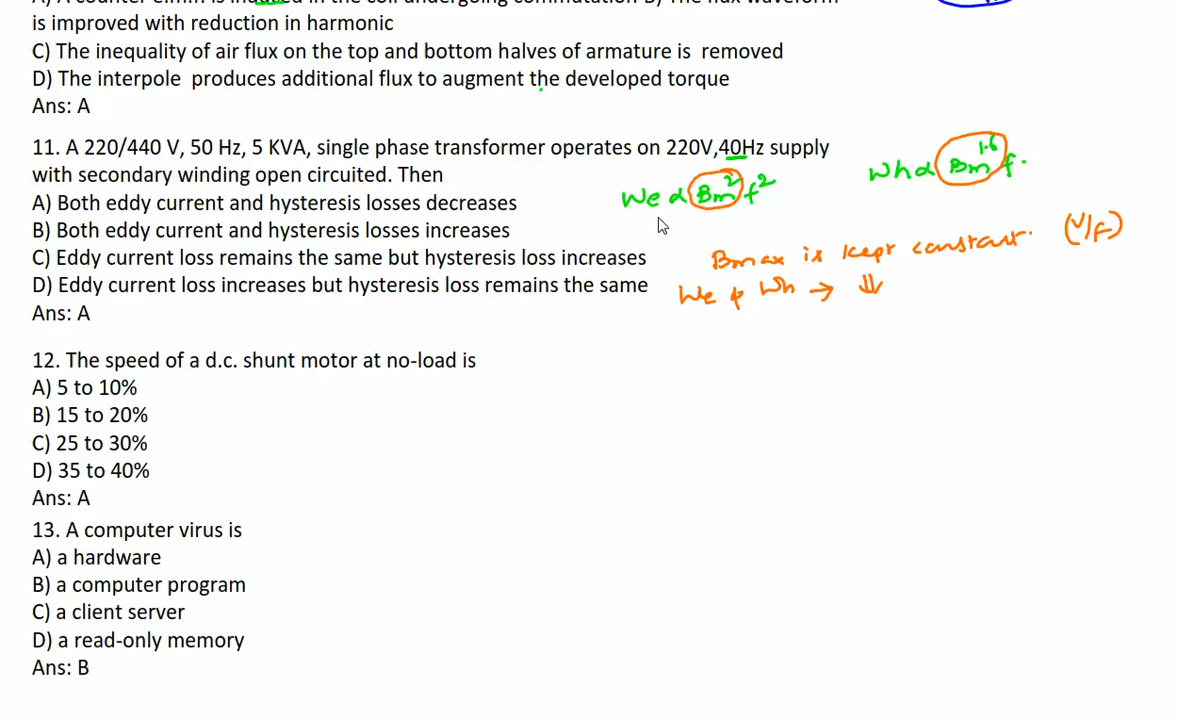 is improved with reduction in harmonic
C) The inequality of air flux on the top and bottom halves of armature is removed
D) The interpole produces additional flux to augment the developed torque
Ans: A
11. A 220/440 V, 50 Hz, 5 KVA, single phase transformer operates on 220V,40Hz supply
with secondary winding open circuited. Then
Wh α Bm^1.6 f.
A) Both eddy current and hysteresis losses decreases
We α Bm² f²
B) Both eddy current and hysteresis losses increases
Bmax is kept constant. (V/F)
C) Eddy current loss remains the same but hysteresis loss increases
D) Eddy current loss increases but hysteresis loss remains the same
We & Wh → ⇓
Ans: A
12. The speed of a d.c. shunt motor at no-load is
A) 5 to 10%
B) 15 to 20%
C) 25 to 30%
D) 35 to 40%
Ans: A
13. A computer virus is
A) a hardware
B) a computer program
C) a client server
D) a read-only memory
Ans: B